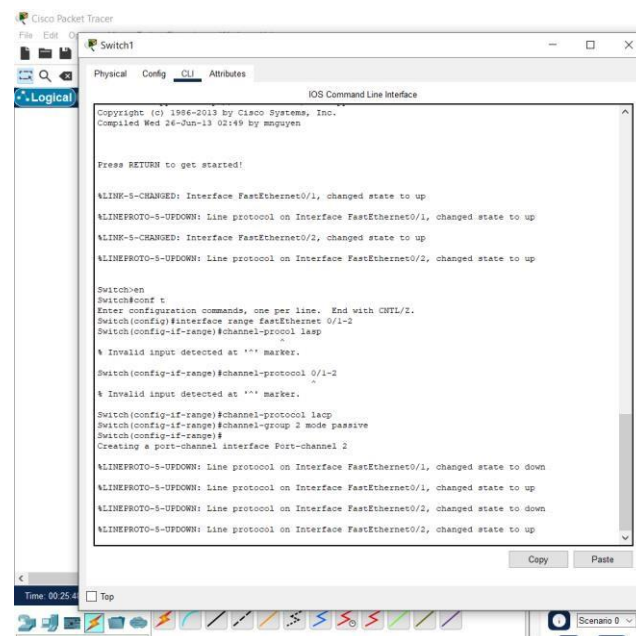 Cisco Packet Tracer
File Edit
Switch1
Physical Config CLI Attributes
Logical
IOS Command Line Interface
Copyright (c) 1986-2013 by Cisco Systems, Inc.
Compiled Wed 26-Jun-13 02:49 by mnguyen
Press RETURN to get started!
%LINK-5-CHANGED: Interface FastEthernet0/1, changed state to up
%LINEPROTO-5-UPDOWN: Line protocol on Interface FastEthernet0/1, changed state to up
%LINK-5-CHANGED: Interface FastEthernet0/2, changed state to up
%LINEPROTO-5-UPDOWN: Line protocol on Interface FastEthernet0/2, changed state to up
Switch>en
Switch#conf t
Enter configuration commands, one per line. End with CNTL/Z.
Switch(config)#interface range fastEthernet 0/1-2
Switch(config-if-range)#channel-procol lasp
^
% Invalid input detected at '^' marker.
Switch(config-if-range)#channel-protocol 0/1-2
^
% Invalid input detected at '^' marker.
Switch(config-if-range)#channel-protocol lacp
Switch(config-if-range)#channel-group 2 mode passive
Switch(config-if-range)#
Creating a port-channel interface Port-channel 2
%LINEPROTO-5-UPDOWN: Line protocol on Interface FastEthernet0/1, changed state to down
%LINEPROTO-5-UPDOWN: Line protocol on Interface FastEthernet0/1, changed state to up
%LINEPROTO-5-UPDOWN: Line protocol on Interface FastEthernet0/2, changed state to down
%LINEPROTO-5-UPDOWN: Line protocol on Interface FastEthernet0/2, changed state to up
Copy Paste
Time: 00:25:4
Top
Scenario 0